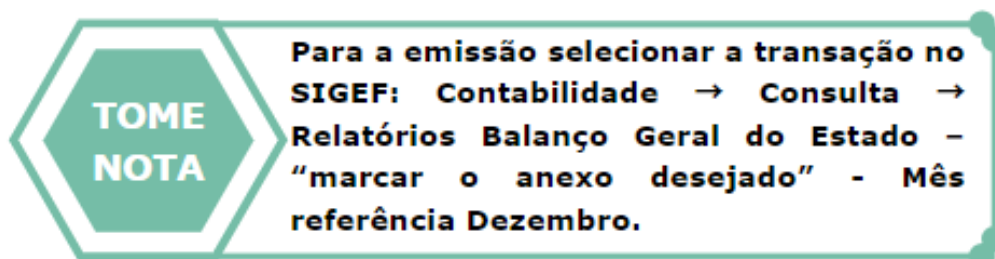 TOME
NOTA
Para a emissão selecionar a transação no
SIGEF: Contabilidade → Consulta →
Relatórios Balanço Geral do Estado –
“marcar o anexo desejado” - Mês
referência Dezembro.